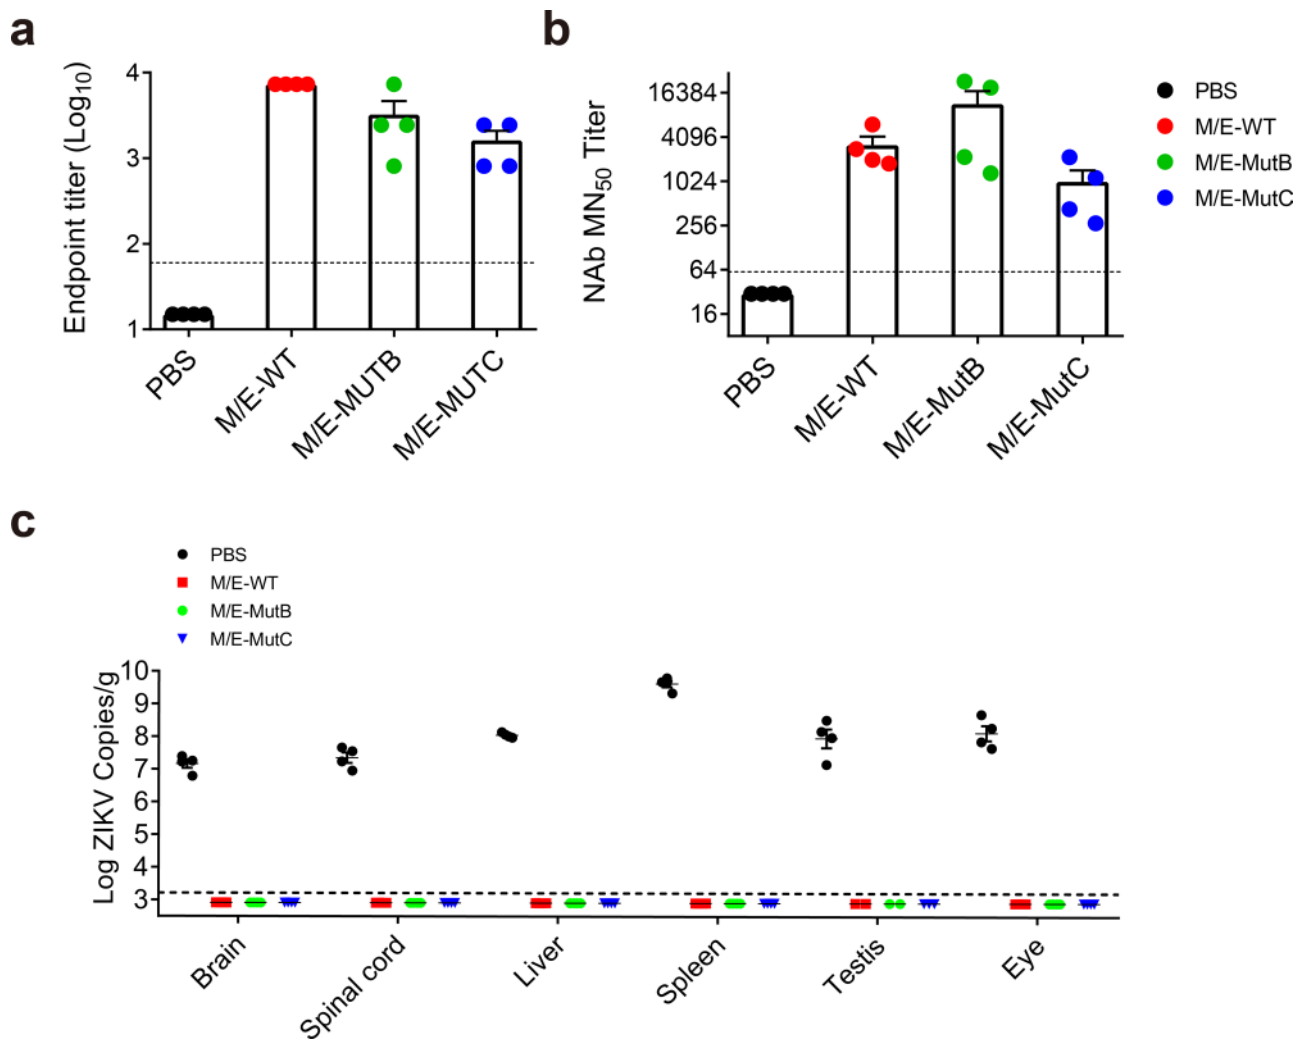 a
Endpoint titer (Log10)
4
3
2
1
PBS
M/E-WT
M/E-MUTB
M/E-MUTC
b
NAb MN50 Titer
16384
4096
1024
256
64
16
PBS
M/E-WT
M/E-MutB
M/E-MutC
PBS
M/E-WT
M/E-MutB
M/E-MutC
c
PBS
M/E-WT
M/E-MutB
M/E-MutC
Log ZIKV Copies/g
10
9
8
7
6
5
4
3
Brain
Spinal cord
Liver
Spleen
Testis
Eye